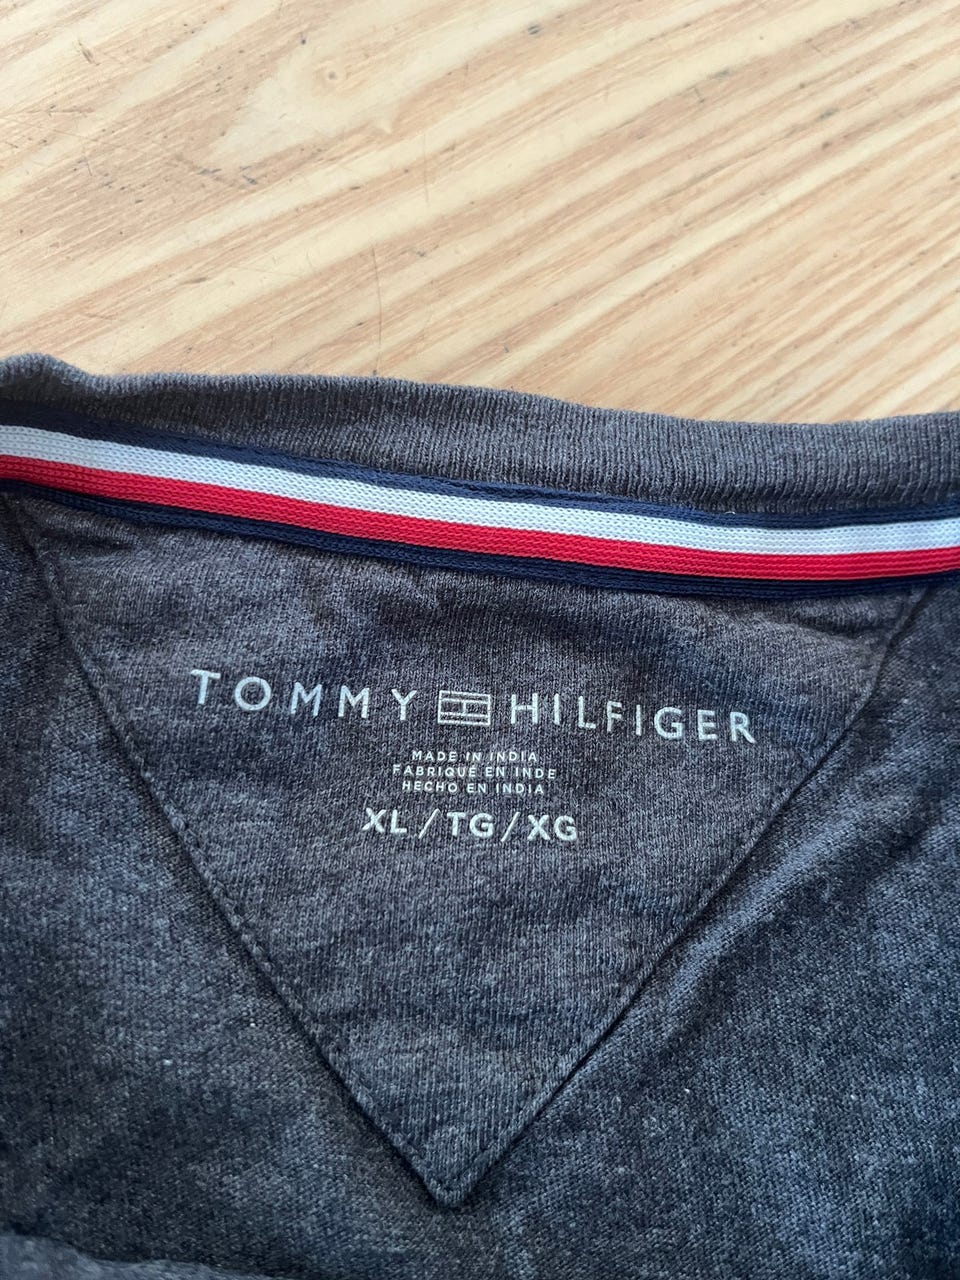 TOMMY HILFIGER
MADE IN INDIA
FABRIQUÉ EN INDE
HECHO EN INDIA
XL/TG/XG